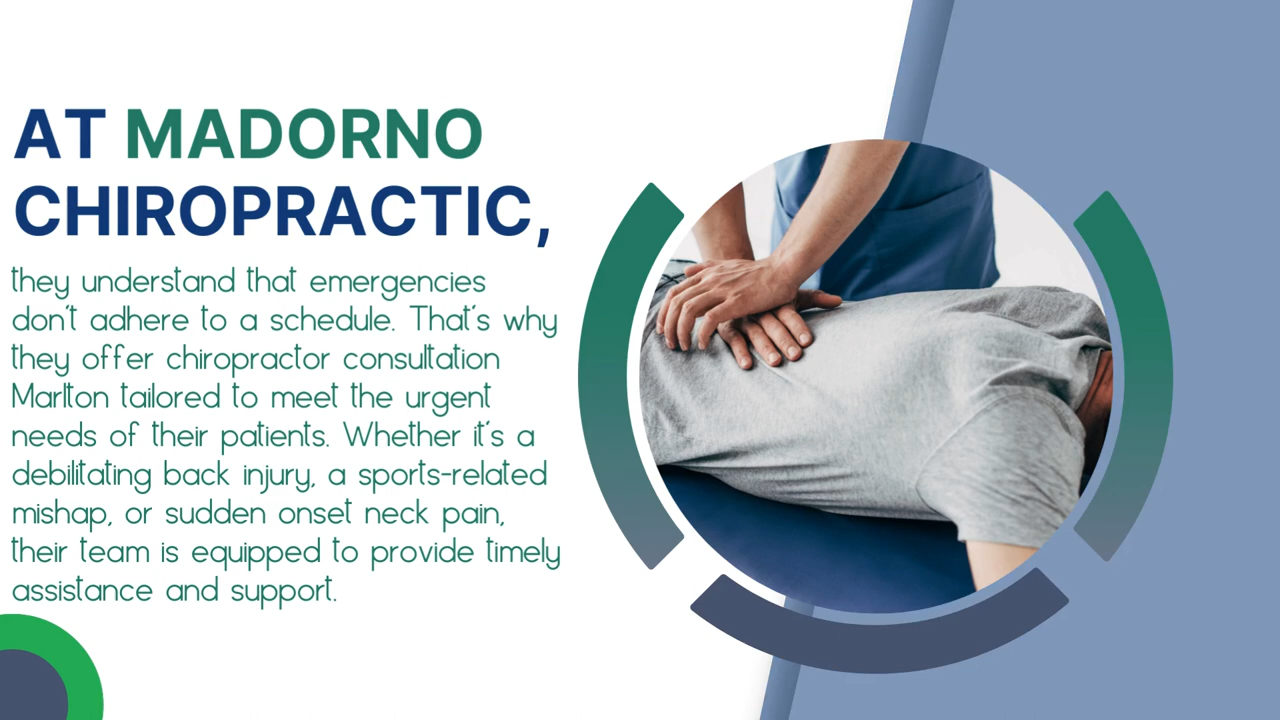 AT MADORNO
CHIROPRACTIC,
they understand that emergencies
don't adhere to a schedule. That's why
they offer chiropractor consultation
Marlton tailored to meet the urgent
needs of their patients. Whether it's a
debilitating back injury, a sports-related
mishap, or sudden onset neck pain,
their team is equipped to provide timely
assistance and support.